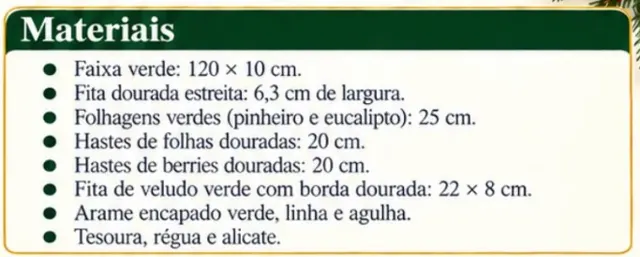 Materiais
Faixa verde: 120 × 10 cm.
Fita dourada estreita: 6,3 cm de largura.
Folhagens verdes (pinheiro e eucalipto): 25 cm.
Hastes de folhas douradas: 20 cm.
Hastes de berries douradas: 20 cm.
Fita de veludo verde com borda dourada: 22 × 8 cm.
Arame encapado verde, linha e agulha.
Tesoura, régua e alicate.